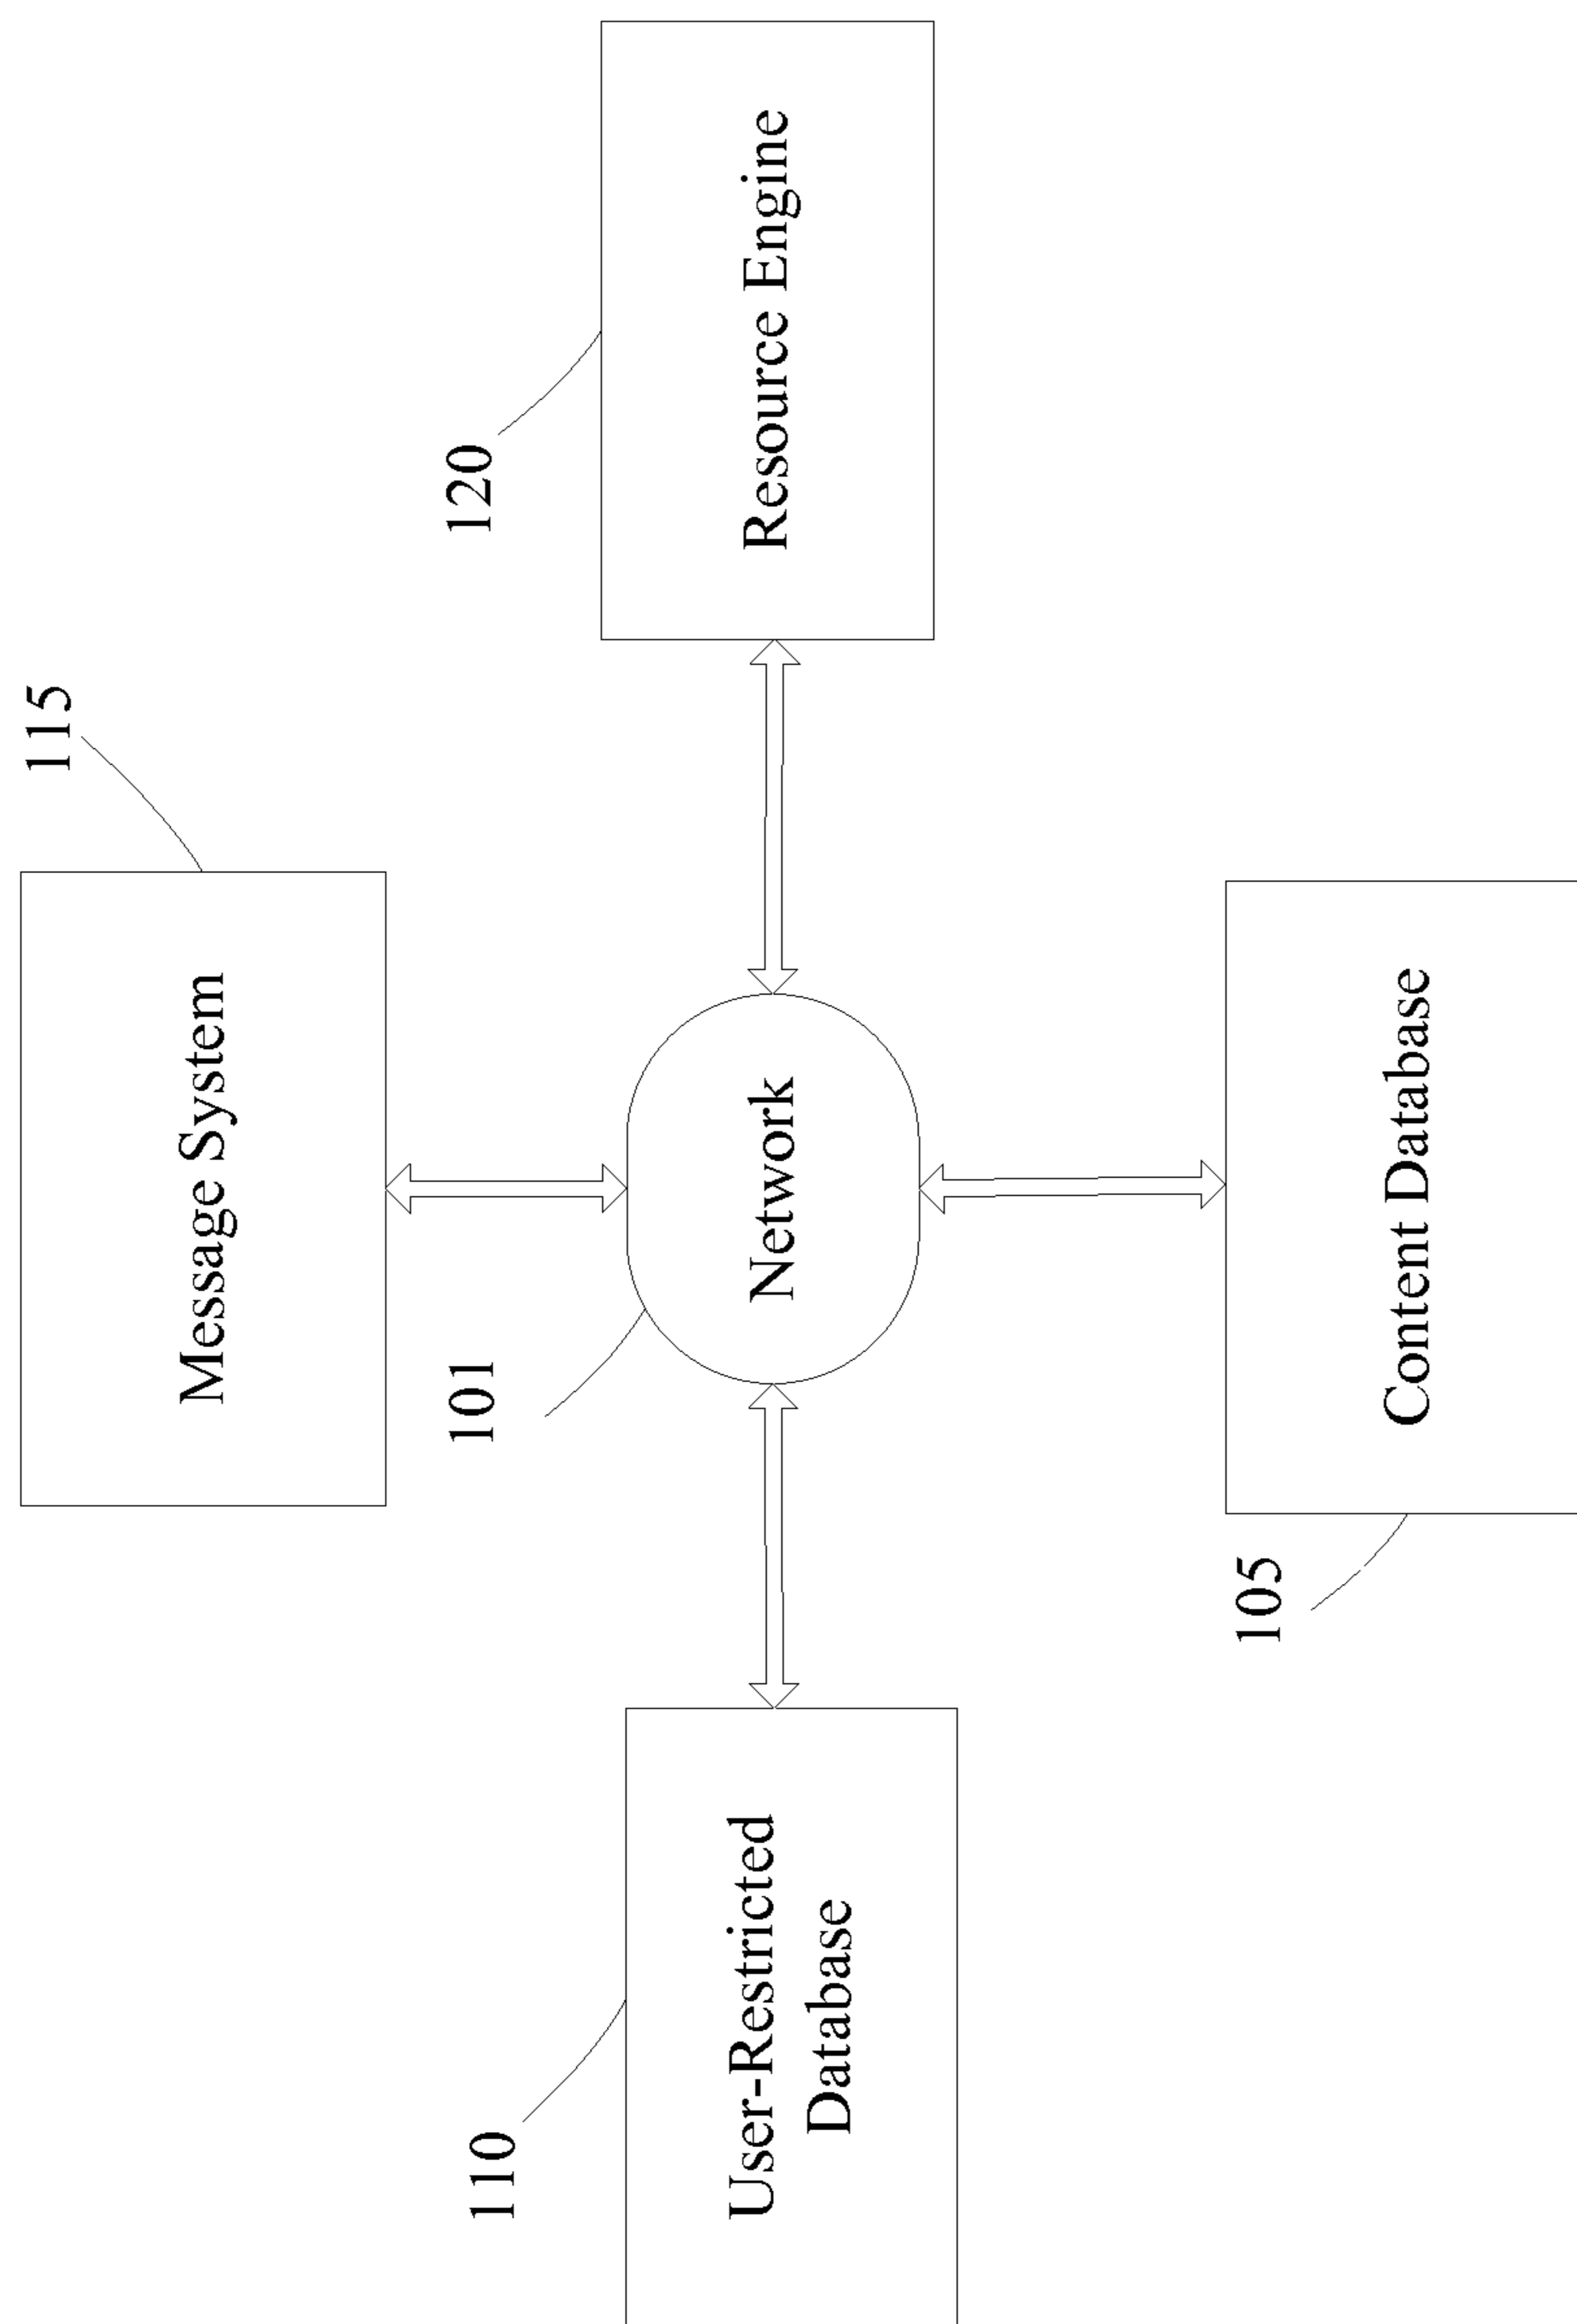 115
Message System
120
101
110
Resource Engine
Network
User-Restricted
Database
105
Content Database